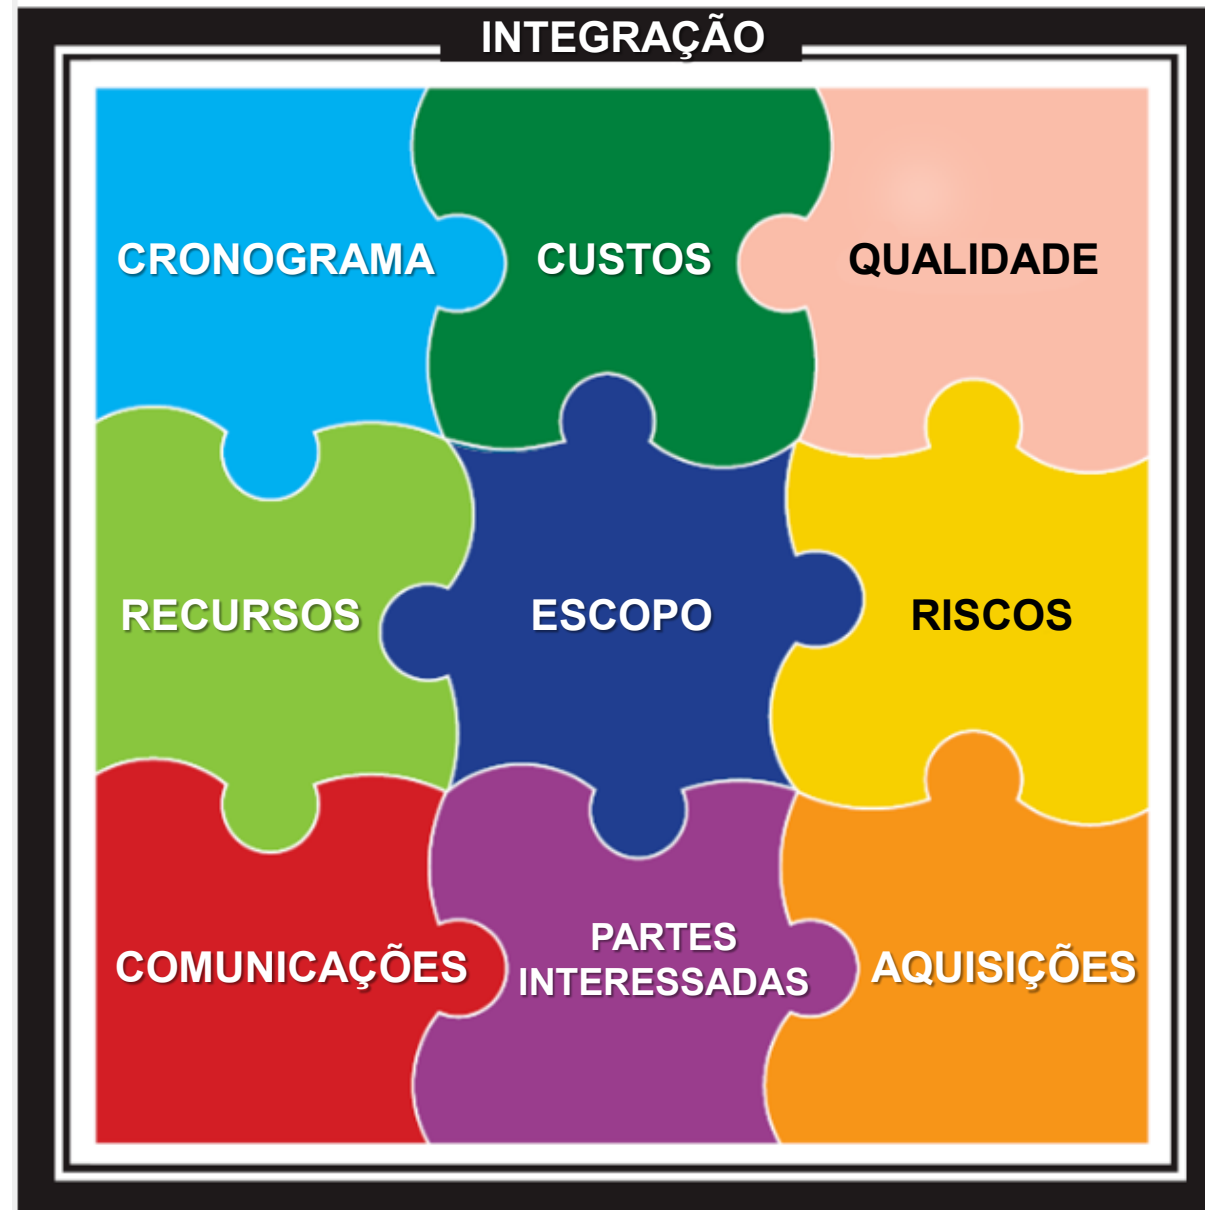 INTEGRAÇÃO
CRONOGRAMA
CUSTOS
QUALIDADE
RECURSOS
ESCOPO
RISCOS
COMUNICAÇÕES
PARTES
INTERESSADAS
AQUISIÇÕES